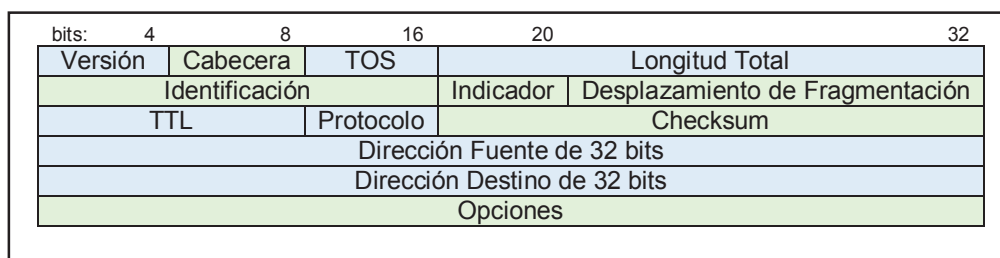 bits: 4 8 16 20 32
Versión Cabecera TOS Longitud Total
Identificación Indicador Desplazamiento de Fragmentación
TTL Protocolo Checksum
Dirección Fuente de 32 bits
Dirección Destino de 32 bits
Opciones